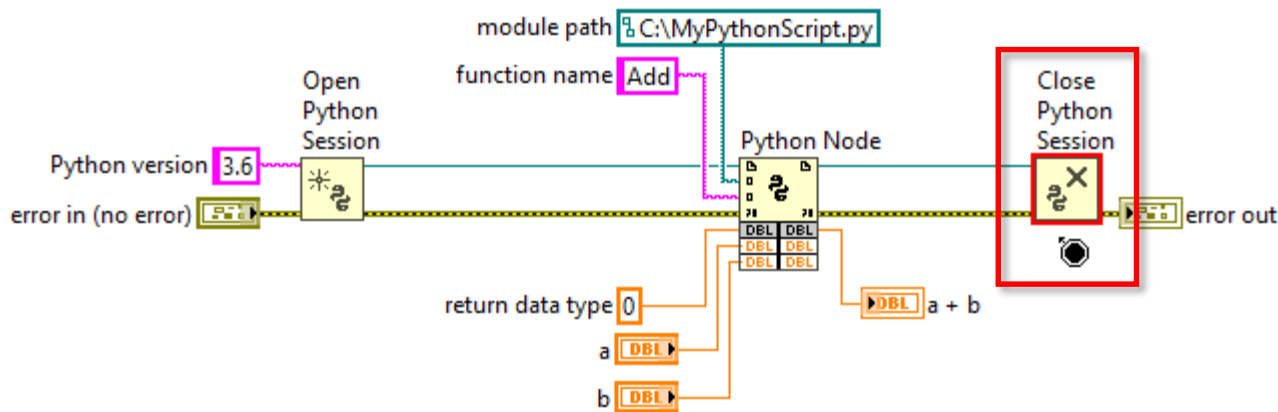 module path C:\MyPythonScript.py
function name Add
Open
Python
Session
Close
Python
Session
Python Node
Python version 3.6
error in (no error)
error out
DBL DBL
DBL DBL
DBL DBL
return data type 0
DBL a + b
a DBL
b DBL